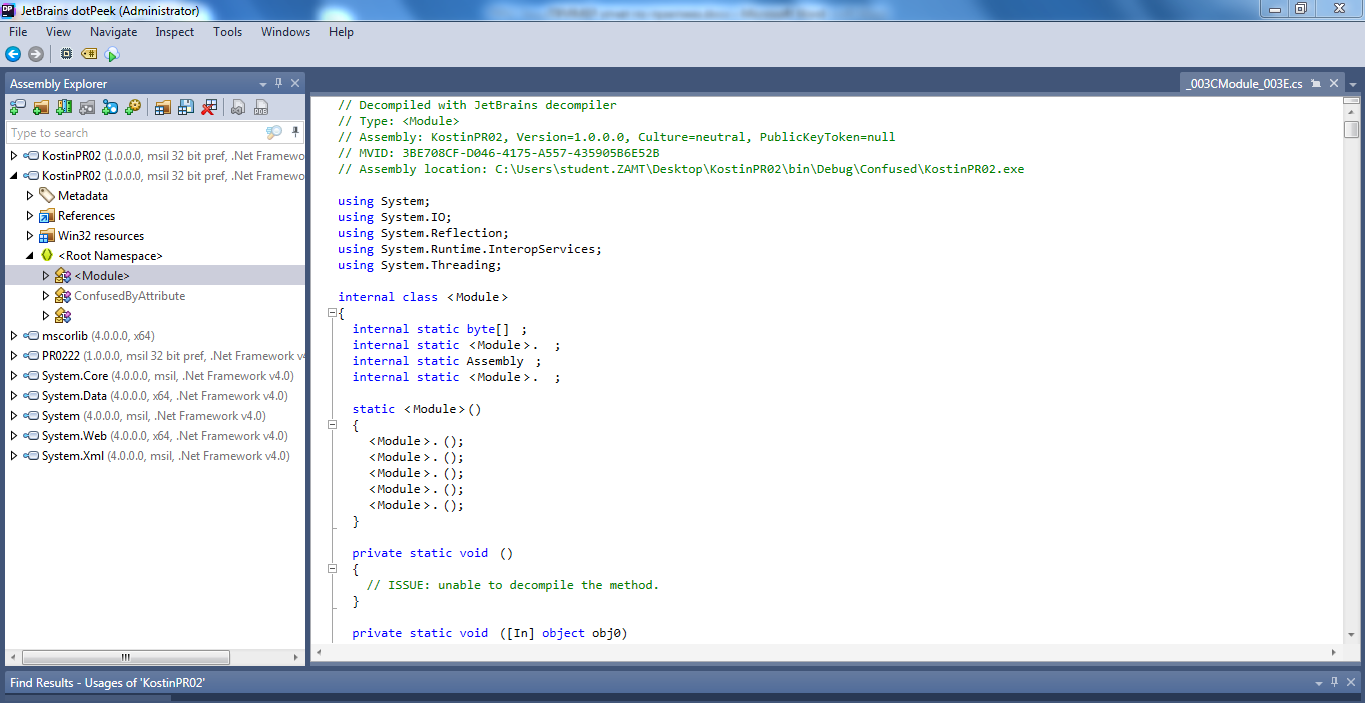 JetBrains dotPeek (Administrator)
File View Navigate Inspect Tools Windows Help
Assembly Explorer
Type to search
KostinPR02 (1.0.0.0, msil 32 bit pref, .Net Framewo
KostinPR02 (1.0.0.0, msil 32 bit pref, .Net Framewo
Metadata
References
Win32 resources
<Root Namespace>
<Module>
ConfusedByAttribute
mscorlib (4.0.0.0, x64)
PR0222 (1.0.0.0, msil 32 bit pref, .Net Framework v4
System.Core (4.0.0.0, msil, .Net Framework v4.0)
System.Data (4.0.0.0, x64, .Net Framework v4.0)
System (4.0.0.0, msil, .Net Framework v4.0)
System.Web (4.0.0.0, x64, .Net Framework v4.0)
System.Xml (4.0.0.0, msil, .Net Framework v4.0)
_003CModule_003E.cs
// Decompiled with JetBrains decompiler
// Type: <Module>
// Assembly: KostinPR02, Version=1.0.0.0, Culture=neutral, PublicKeyToken=null
// MVID: 3BE708CF-D046-4175-A557-435905B6E52B
// Assembly location: C:\Users\student.ZAMT\Desktop\KostinPR02\bin\Debug\Confused\KostinPR02.exe
using System;
using System.IO;
using System.Reflection;
using System.Runtime.InteropServices;
using System.Threading;
internal class <Module>
{
internal static byte[] ;
internal static <Module>. ;
internal static Assembly ;
internal static <Module>. ;
static <Module>()
{
<Module>. ();
<Module>. ();
<Module>. ();
<Module>. ();
<Module>. ();
}
private static void ()
{
// ISSUE: unable to decompile the method.
}
private static void ([In] object obj0)
Find Results - Usages of 'KostinPR02'